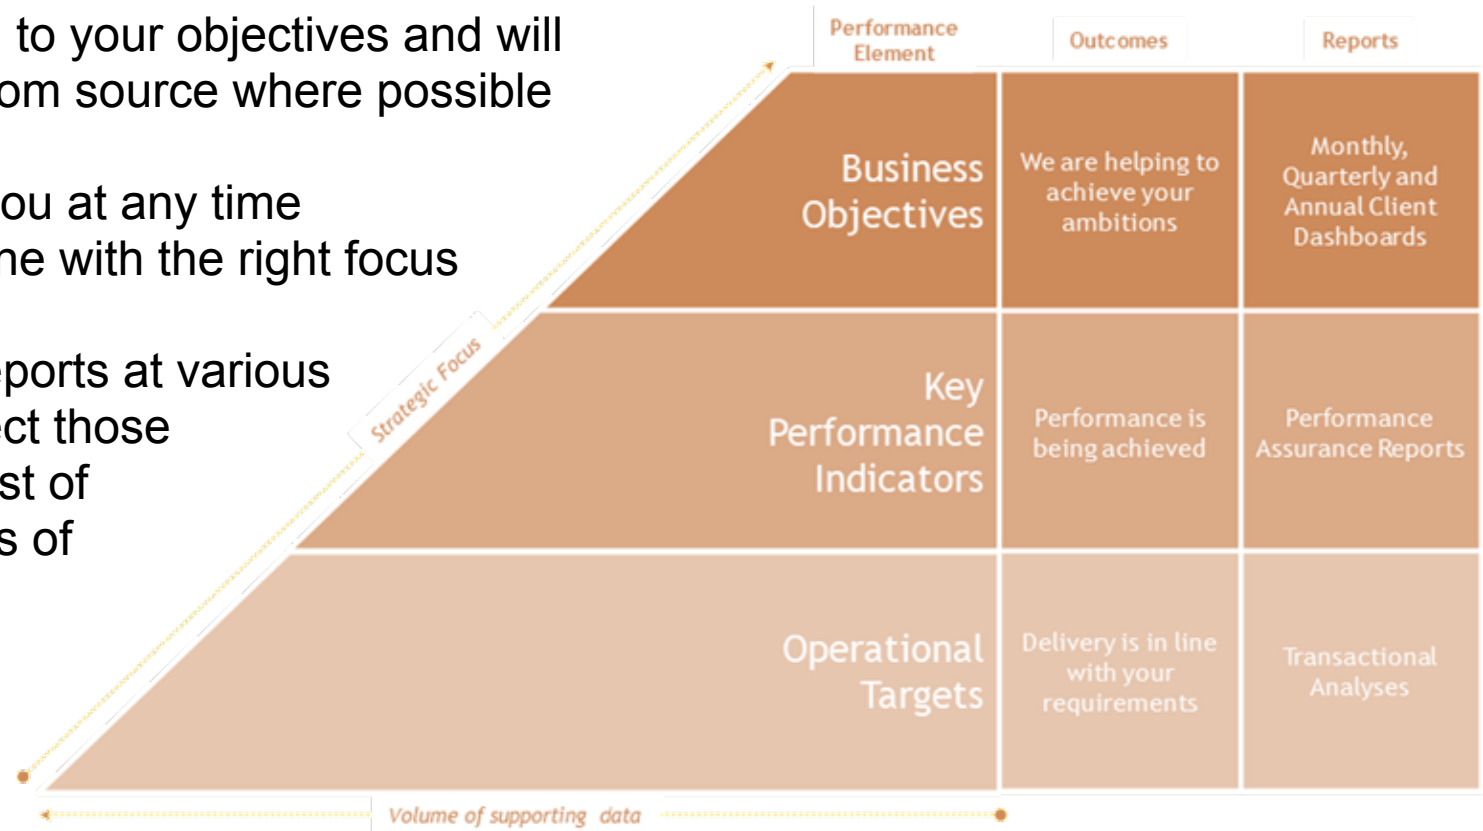 to your objectives and will
om source where possible
ou at any time
ne with the right focus
eports at various
ect those
st of
s of
Performance
Element
Outcomes
Reports
Business
Objectives
We are helping to
achieve your
ambitions
Monthly,
Quarterly and
Annual Client
Dashboards
Strategic Focus
Key
Performance
Indicators
Performance is
being achieved
Performance
Assurance Reports
Operational
Targets
Delivery is in line
with your
requirements
Transactional
Analyses
Volume of supporting data